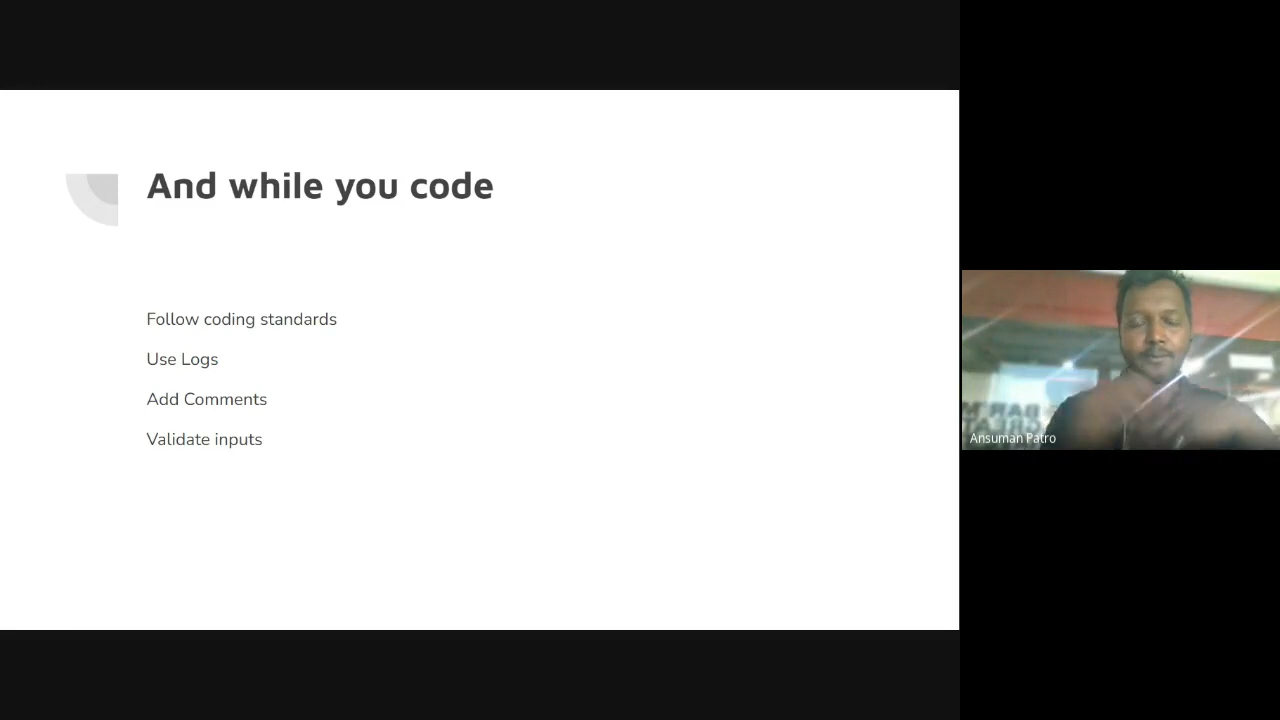 And while you code
Follow coding standards
Use Logs
Add Comments
Validate inputs
Ansuman Patro